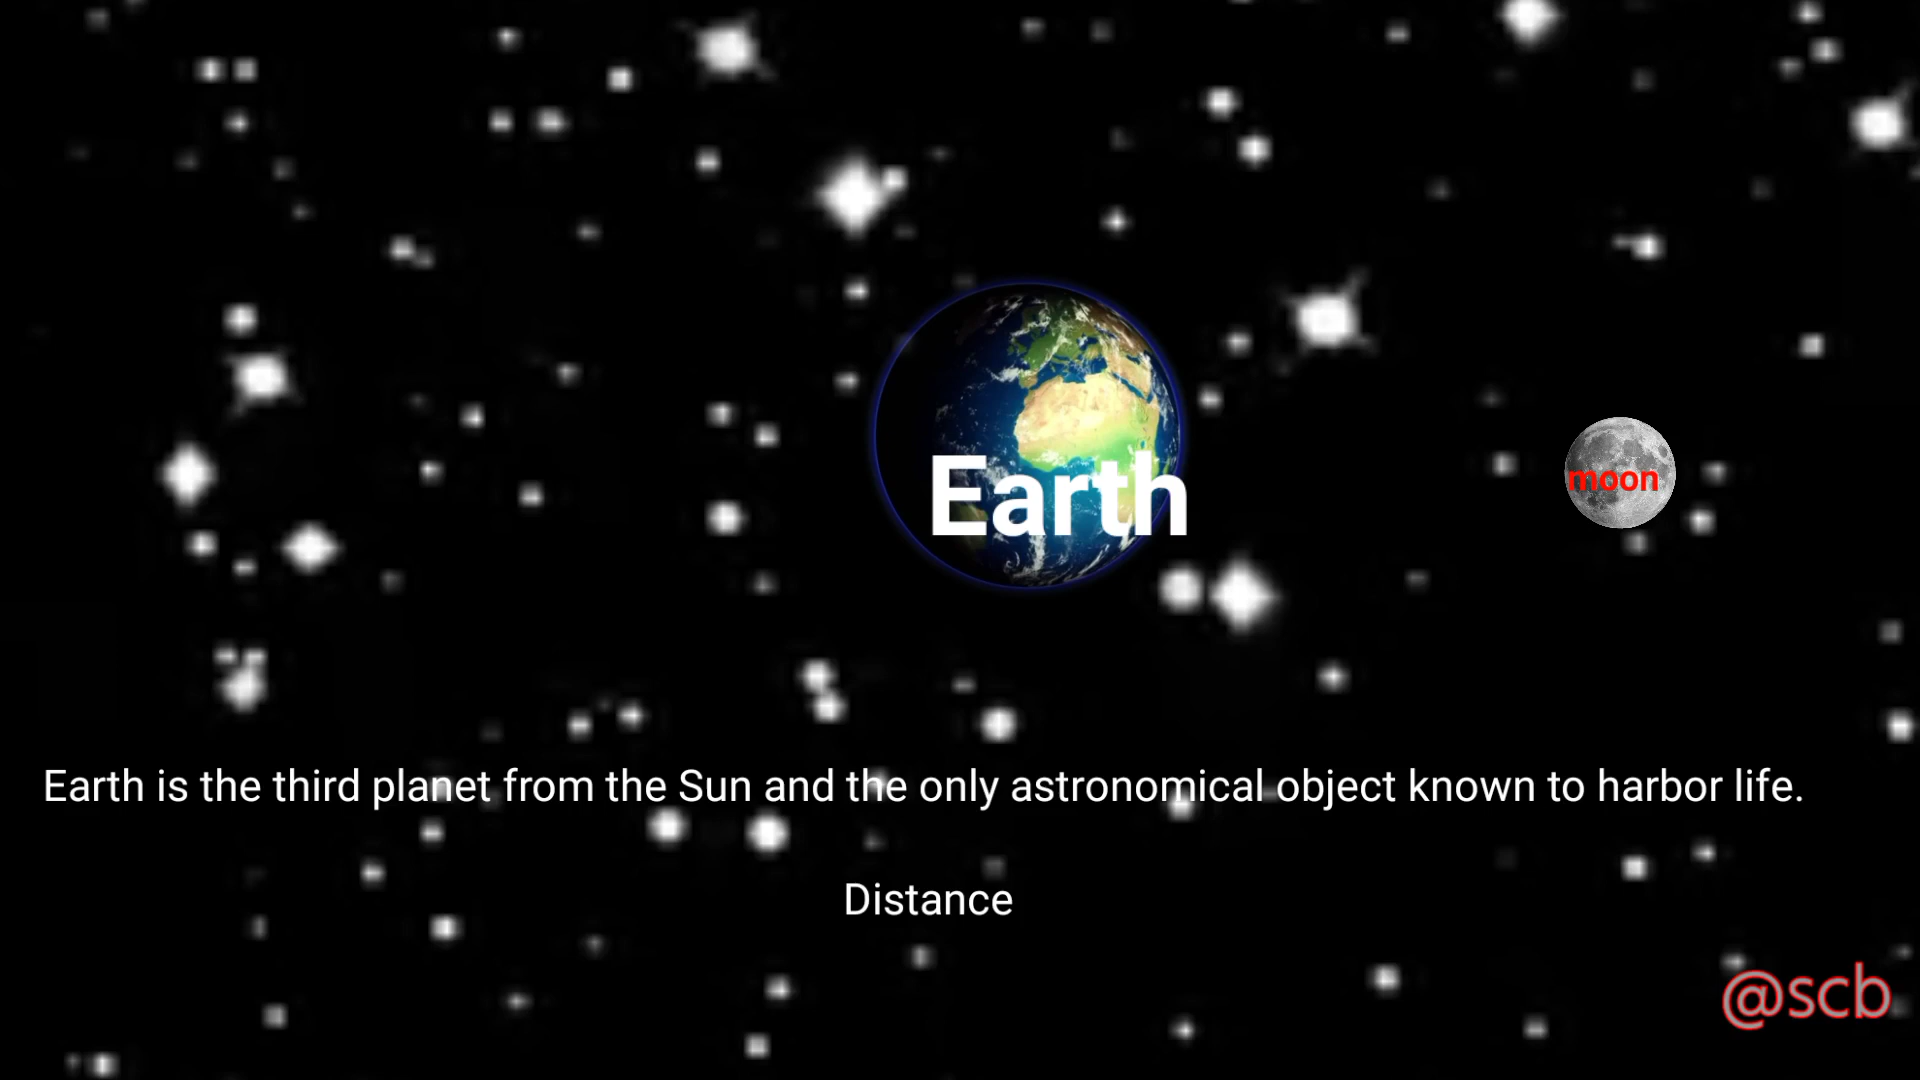 Earth
moon
Earth is the third planet from the Sun and the only astronomical object known to harbor life.
Distance
@scb